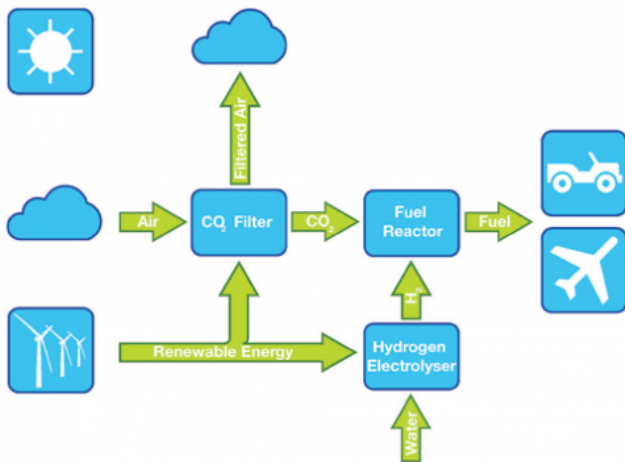 Filtered Air
Air
CO₂ Filter
CO₂
Fuel
Reactor
Fuel
H₂
Renewable Energy
Hydrogen
Electrolyser
Water